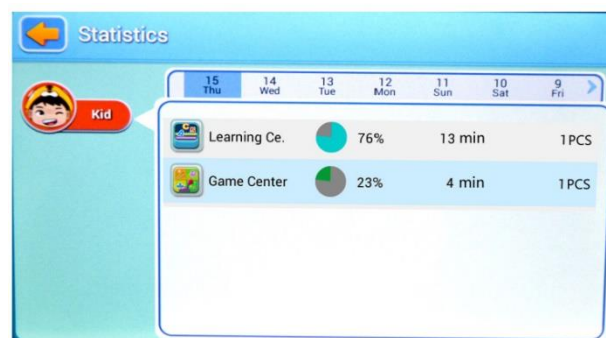 Statistics
15 14 13 12 11 10 9
Thu Wed Tue Mon Sun Sat Fri
Kid
Learning Ce. 76% 13 min 1PCS
Game Center 23% 4 min 1PCS